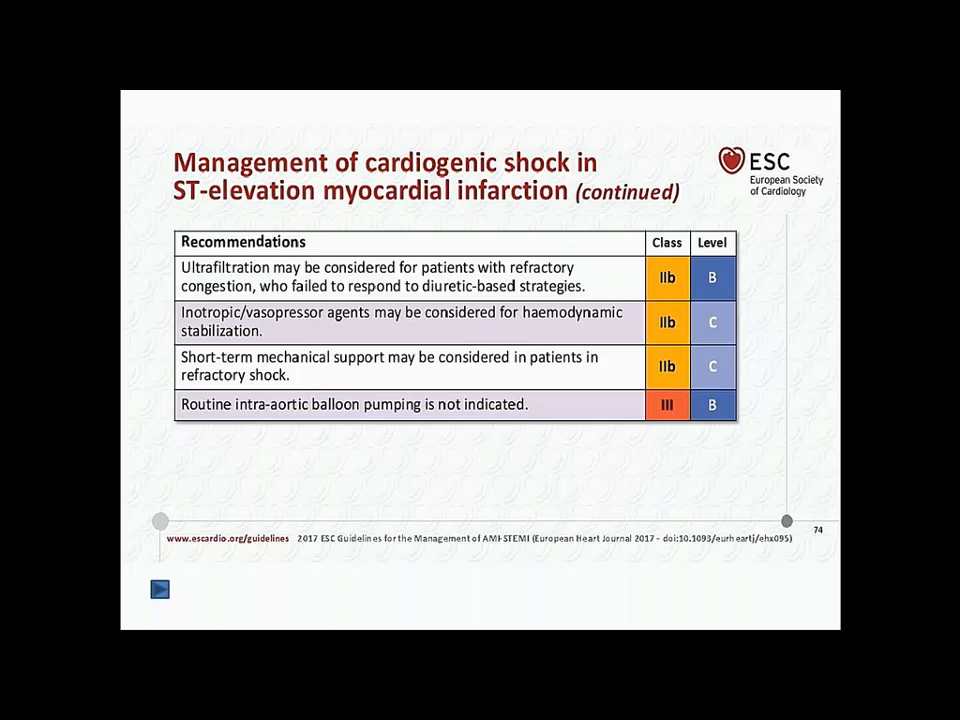 Management of cardiogenic shock in
ST-elevation myocardial infarction (continued)
ESC
European Society
of Cardiology
Recommendations Class Level
Ultrafiltration may be considered for patients with refractory
congestion, who failed to respond to diuretic-based strategies.
IIb B
Inotropic/vasopressor agents may be considered for haemodynamic
stabilization.
IIb C
Short-term mechanical support may be considered in patients in
refractory shock.
IIb C
Routine intra-aortic balloon pumping is not indicated. III B
74
www.escardio.org/guidelines 2017 ESC Guidelines for the Management of AMI-STEMI (European Heart Journal 2017 - doi:10.1093/eurheartj/ehx095)